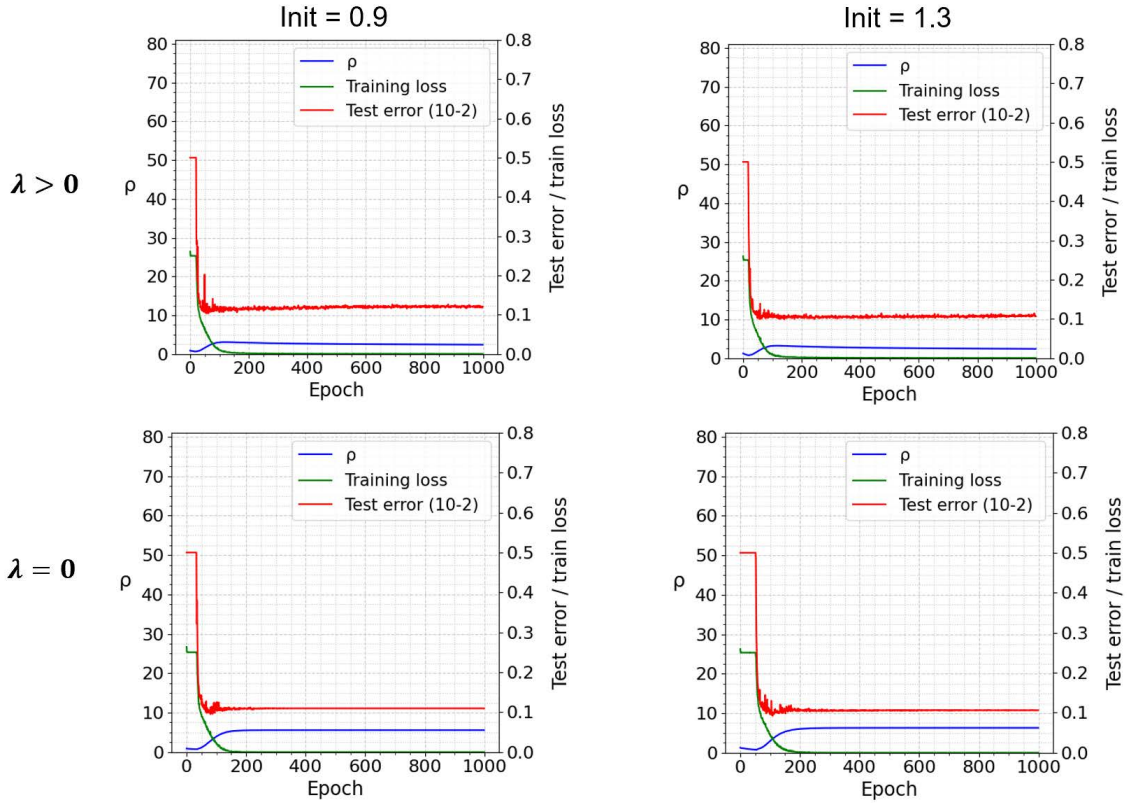 Init = 0.9
Init = 1.3
λ > 0
80
70
60
50
40
30
20
10
0
ρ
0.8
0.7
0.6
0.5
0.4
0.3
0.2
0.1
0.0
Test error / train loss
ρ
Training loss
Test error (10-2)
0 200 400 600 800 1000
Epoch
80
70
60
50
40
30
20
10
0
ρ
0.8
0.7
0.6
0.5
0.4
0.3
0.2
0.1
0.0
Test error / train loss
ρ
Training loss
Test error (10-2)
0 200 400 600 800 1000
Epoch
λ = 0
80
70
60
50
40
30
20
10
0
ρ
0.8
0.7
0.6
0.5
0.4
0.3
0.2
0.1
0.0
Test error / train loss
ρ
Training loss
Test error (10-2)
0 200 400 600 800 1000
Epoch
80
70
60
50
40
30
20
10
0
ρ
0.8
0.7
0.6
0.5
0.4
0.3
0.2
0.1
0.0
Test error / train loss
ρ
Training loss
Test error (10-2)
0 200 400 600 800 1000
Epoch